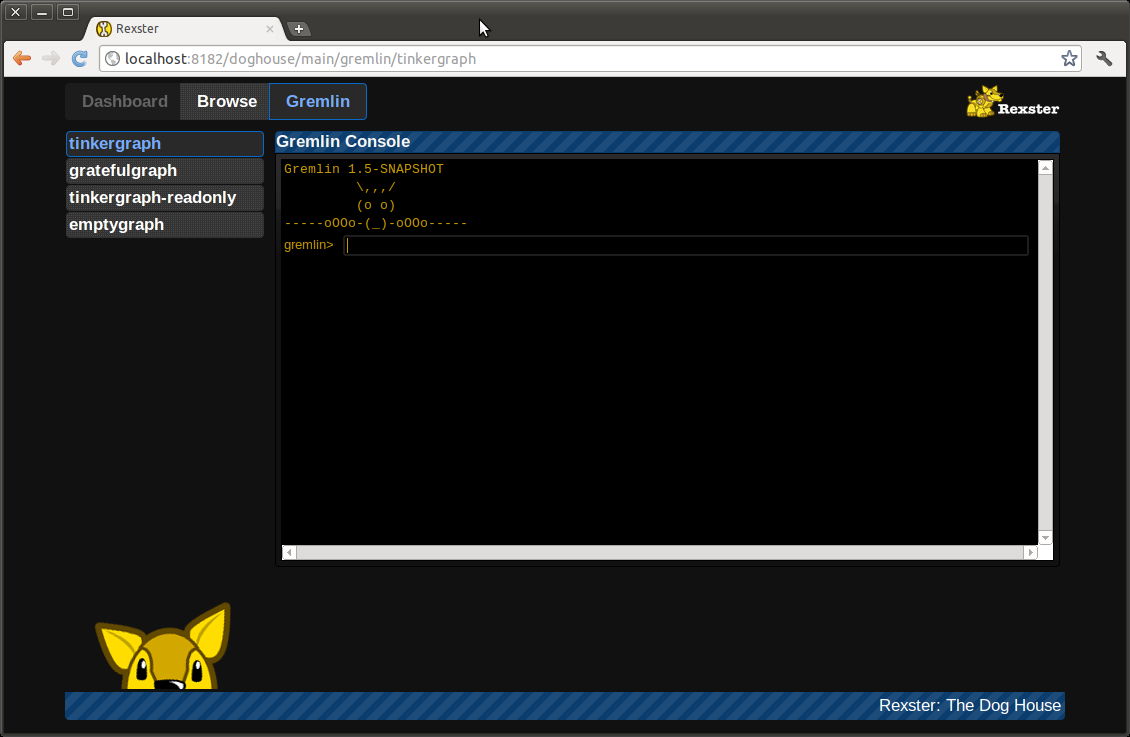 Rexster
localhost:8182/doghouse/main/gremlin/tinkergraph
Dashboard Browse Gremlin
Rexster
tinkergraph
gratefulgraph
tinkergraph-readonly
emptygraph
Gremlin Console
Gremlin 1.5-SNAPSHOT
\,,,/
(o o)
-----oOOo-(_)-oOOo-----
gremlin>
Rexster: The Dog House